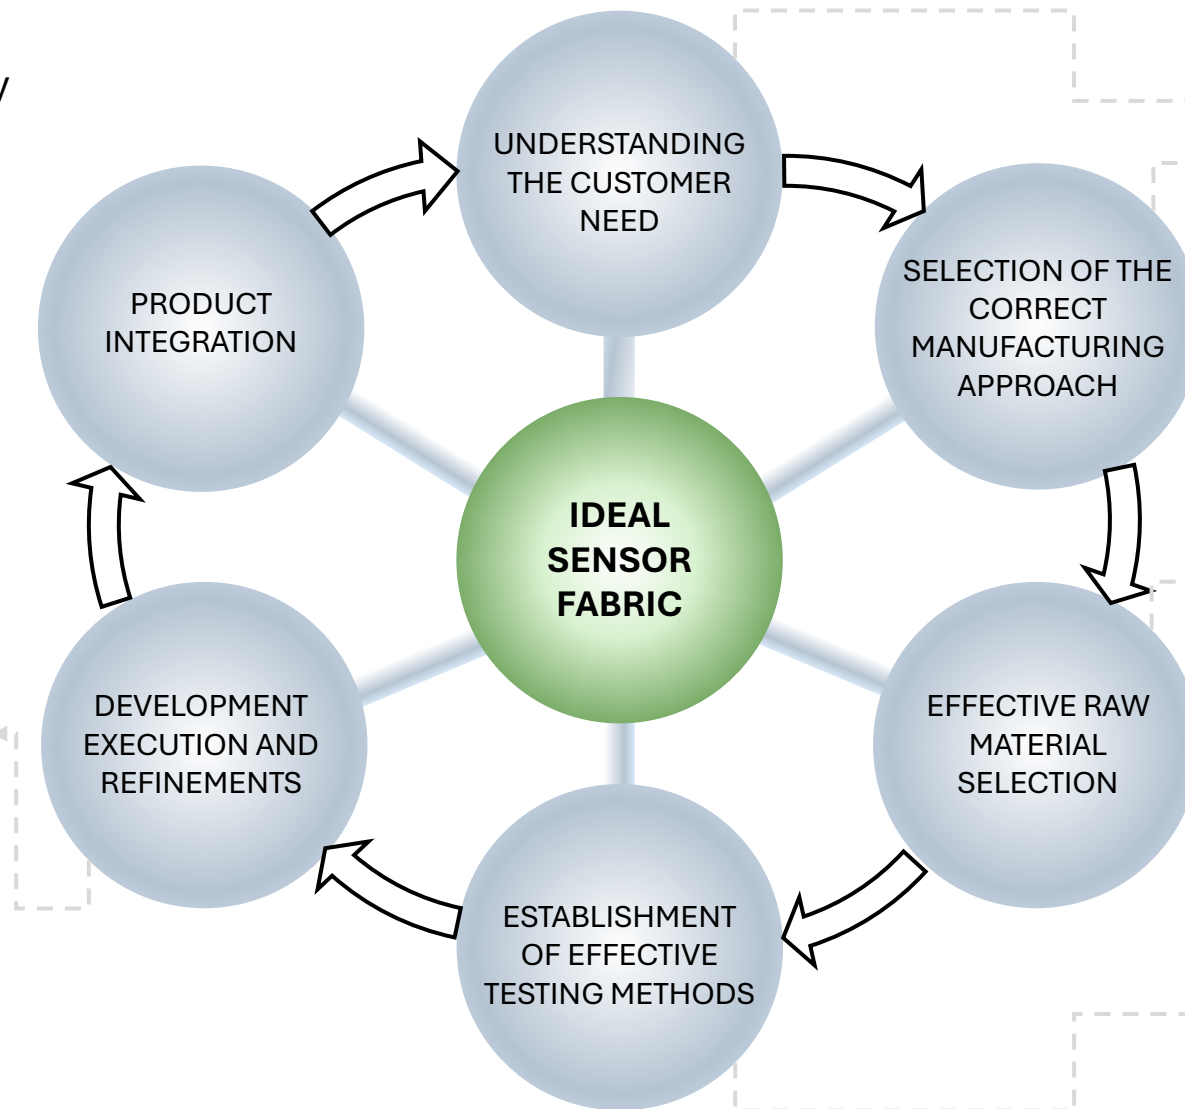 UNDERSTANDING
THE CUSTOMER
NEED
SELECTION OF THE
CORRECT
MANUFACTURING
APPROACH
EFFECTIVE RAW
MATERIAL
SELECTION
ESTABLISHMENT
OF EFFECTIVE
TESTING METHODS
DEVELOPMENT
EXECUTION AND
REFINEMENTS
PRODUCT
INTEGRATION
IDEAL
SENSOR
FABRIC